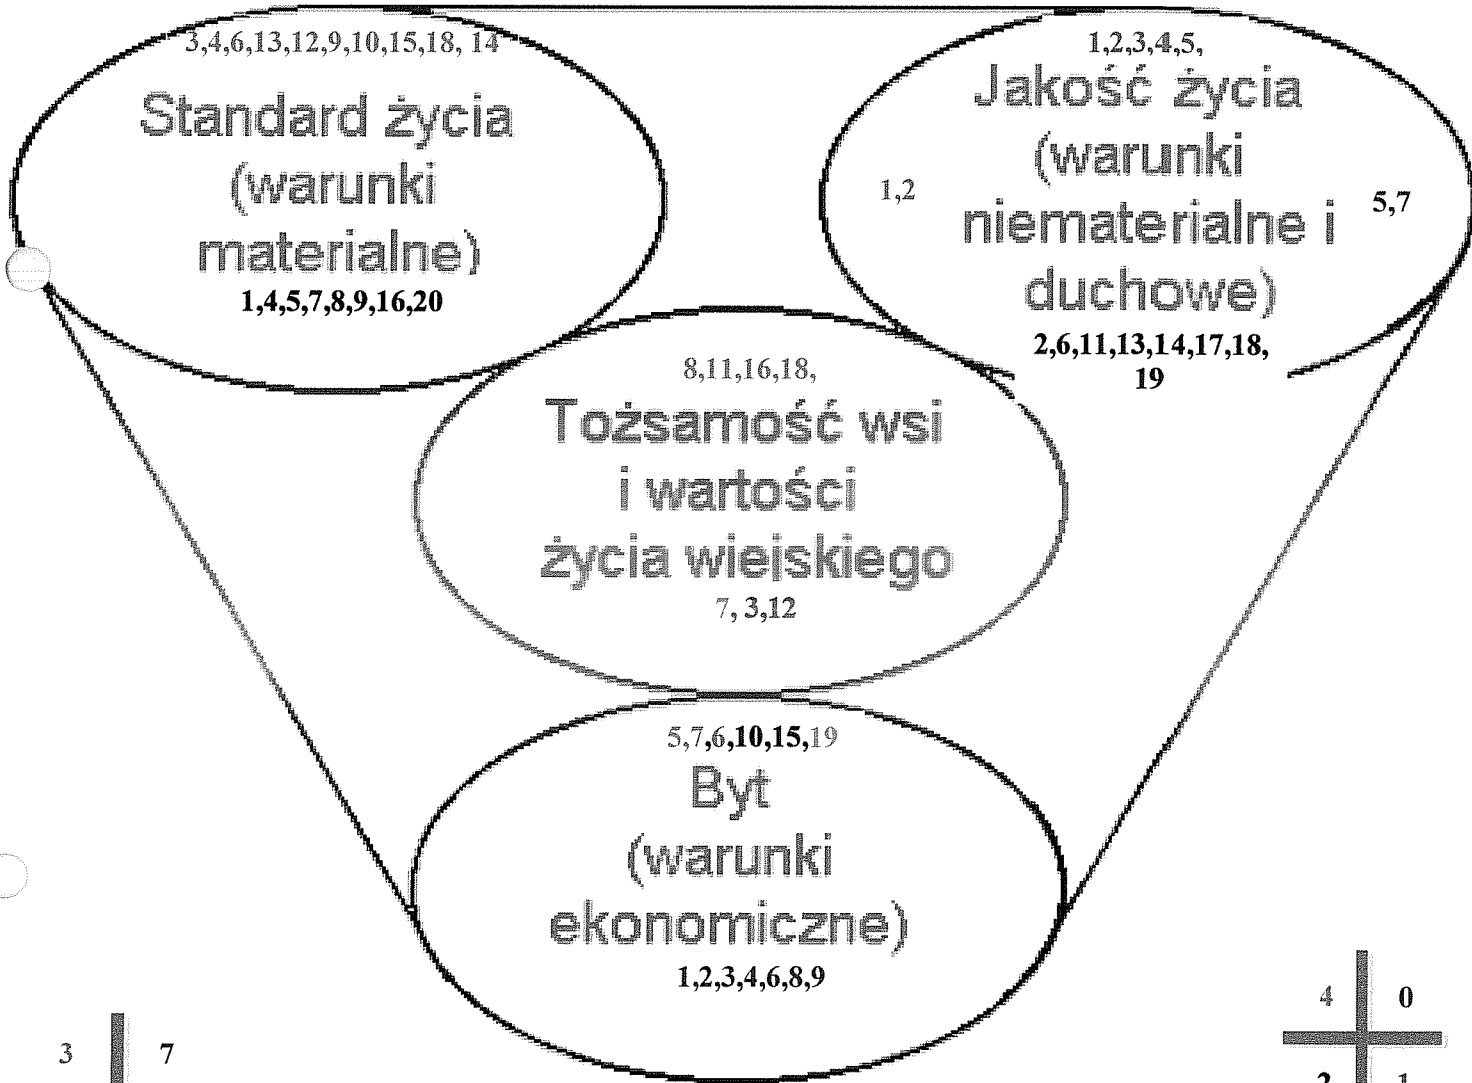 3,4,6,13,12,9,10,15,18, 14
Standard życia
(warunki
materialne)
1,4,5,7,8,9,16,20
1,2,3,4,5,
Jakość życia
(warunki
niematerialne i
duchowe)
1,2
5,7
2,6,11,13,14,17,18,
19
8,11,16,18,
Tożsamość wsi
i wartości
życia wiejskiego
7, 3,12
5,7,6,10,15,19
Byt
(warunki
ekonomiczne)
1,2,3,4,6,8,9
3 7
4 0
2 1